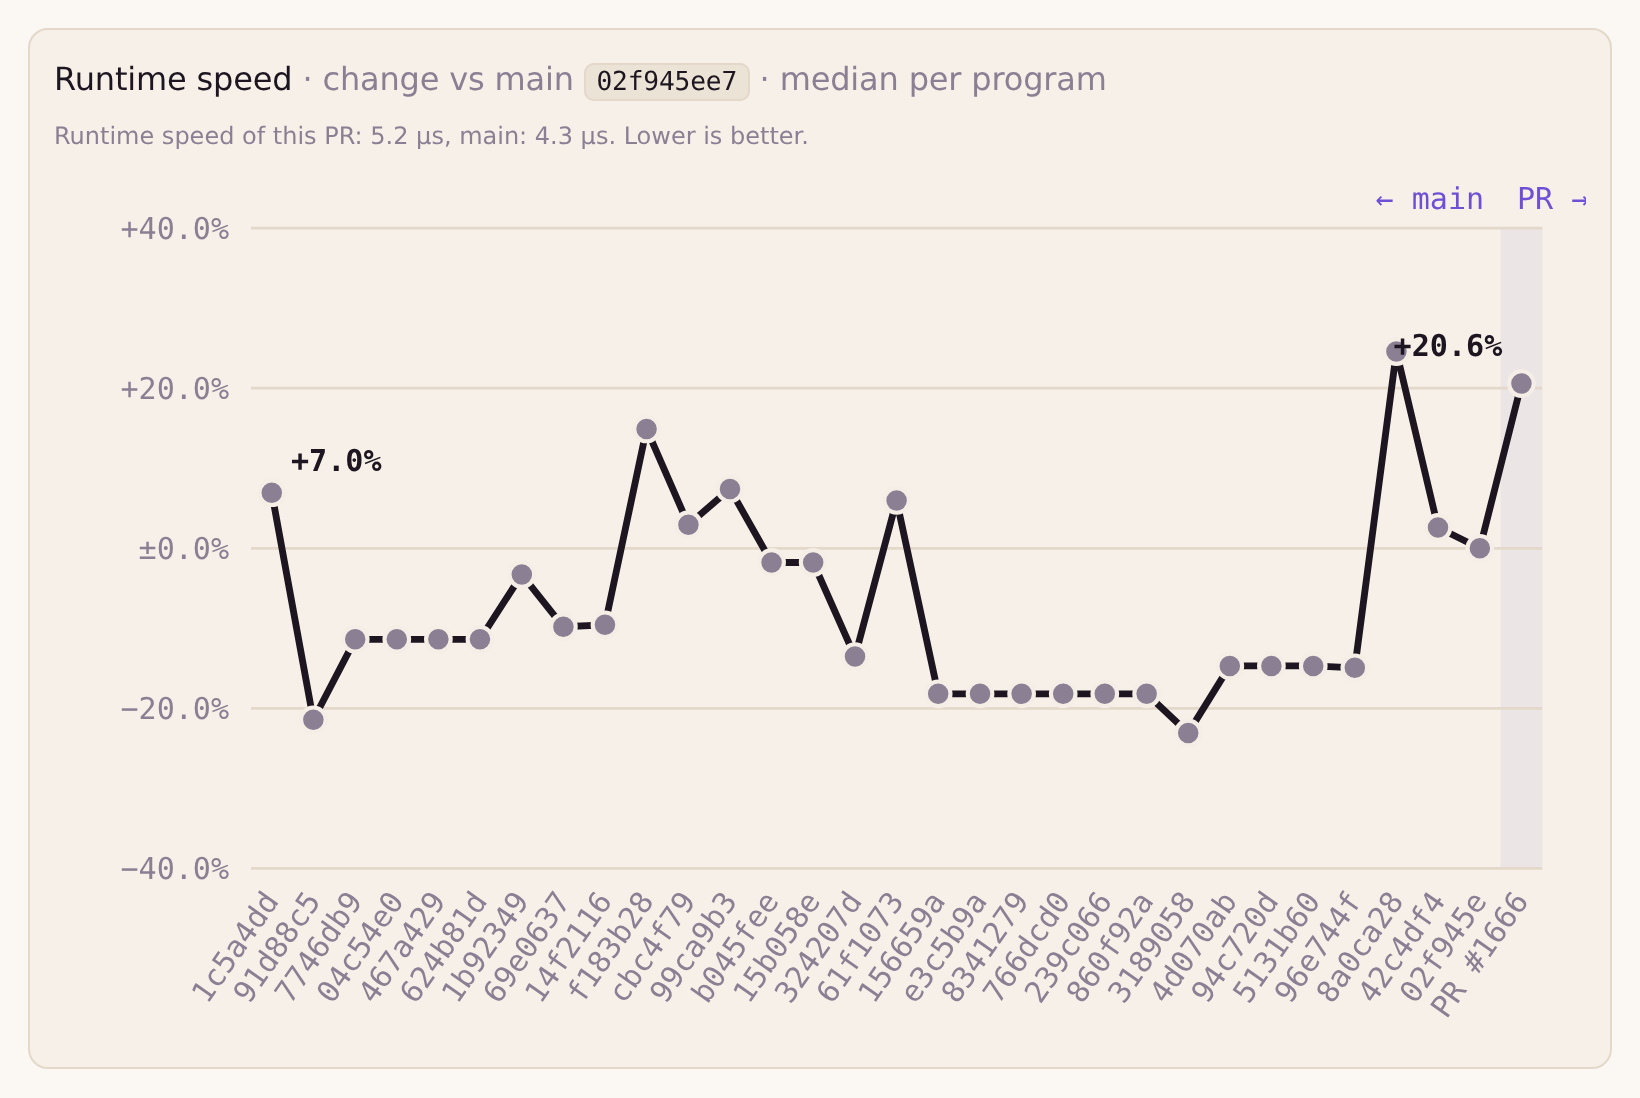 Runtime speed · change vs main 02f945ee7 · median per program
Runtime speed of this PR: 5.2 µs, main: 4.3 µs. Lower is better.
← main PR →
+40.0%
+20.6%
+20.0%
+7.0%
±0.0%
−20.0%
−40.0%
1c5a4dd
91d88c5
7746db9
04c54e0
467a429
624b81d
1b92349
69e0637
14f2116
f183b28
cbc4f79
99ca9b3
b045fee
15b058e
324207d
61f1073
156659a
e3c5b9a
8341279
766dcd0
239c066
860f92a
3189058
4d070ab
94c720d
5131b60
96e744f
8a0ca28
42c4df4
02f945e
PR #1666